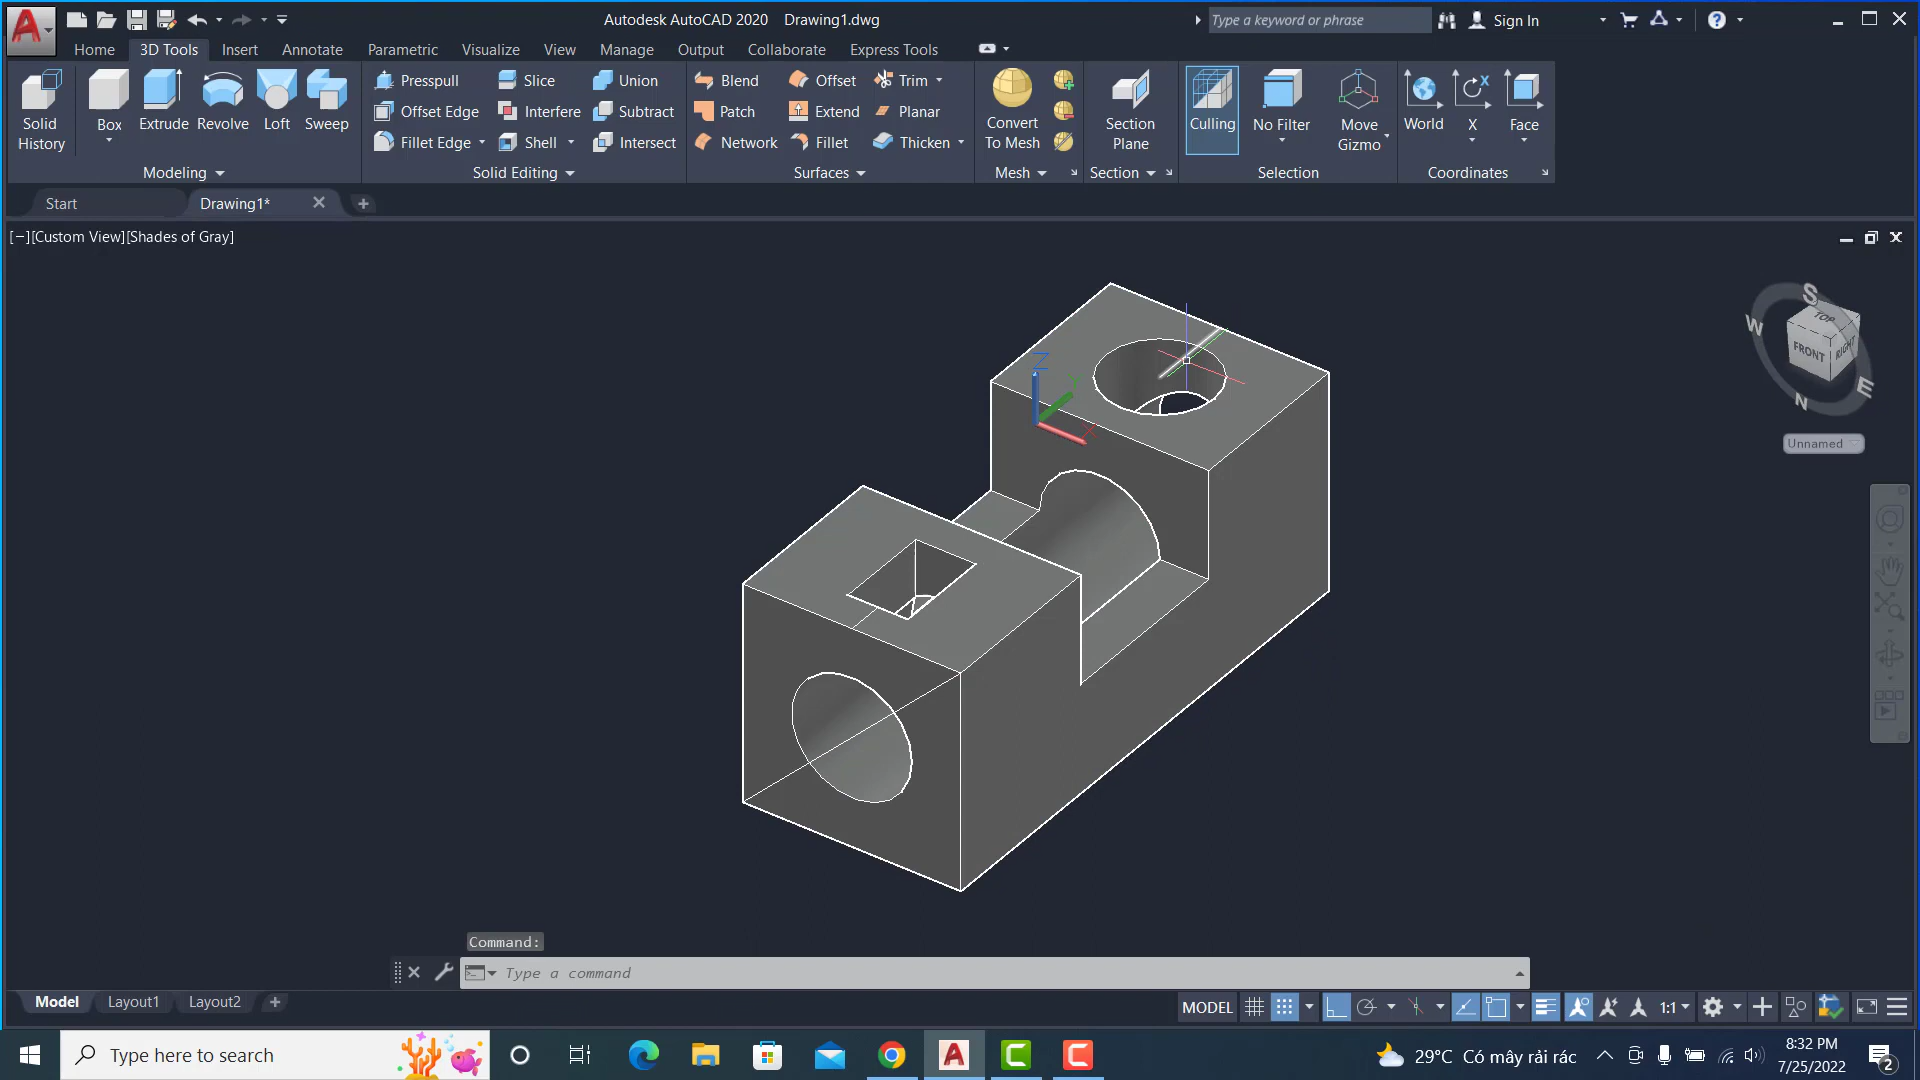 Autodesk AutoCAD 2020 Drawing1.dwg
Type a keyword or phrase
Sign In
Home 3D Tools Insert Annotate Parametric Visualize View Manage Output Collaborate Express Tools
Solid History
Box
Extrude
Revolve
Loft
Sweep
Modeling
Presspull
Offset Edge
Fillet Edge
Slice
Interfere
Shell
Union
Subtract
Intersect
Solid Editing
Blend
Patch
Network
Offset
Extend
Fillet
Trim
Planar
Thicken
Surfaces
Convert To Mesh
Mesh
Section Plane
Section
Culling
No Filter
Move Gizmo
Selection
World
X
Face
Coordinates
Start
Drawing1*
[−][Custom View][Shades of Gray]
S
W
E
N
TOP
FRONT
RIGHT
Unnamed
Z
Y
X
Command:
Type a command
Model Layout1 Layout2
MODEL
1:1
Type here to search
29°C Có mây rải rác
8:32 PM
7/25/2022
2